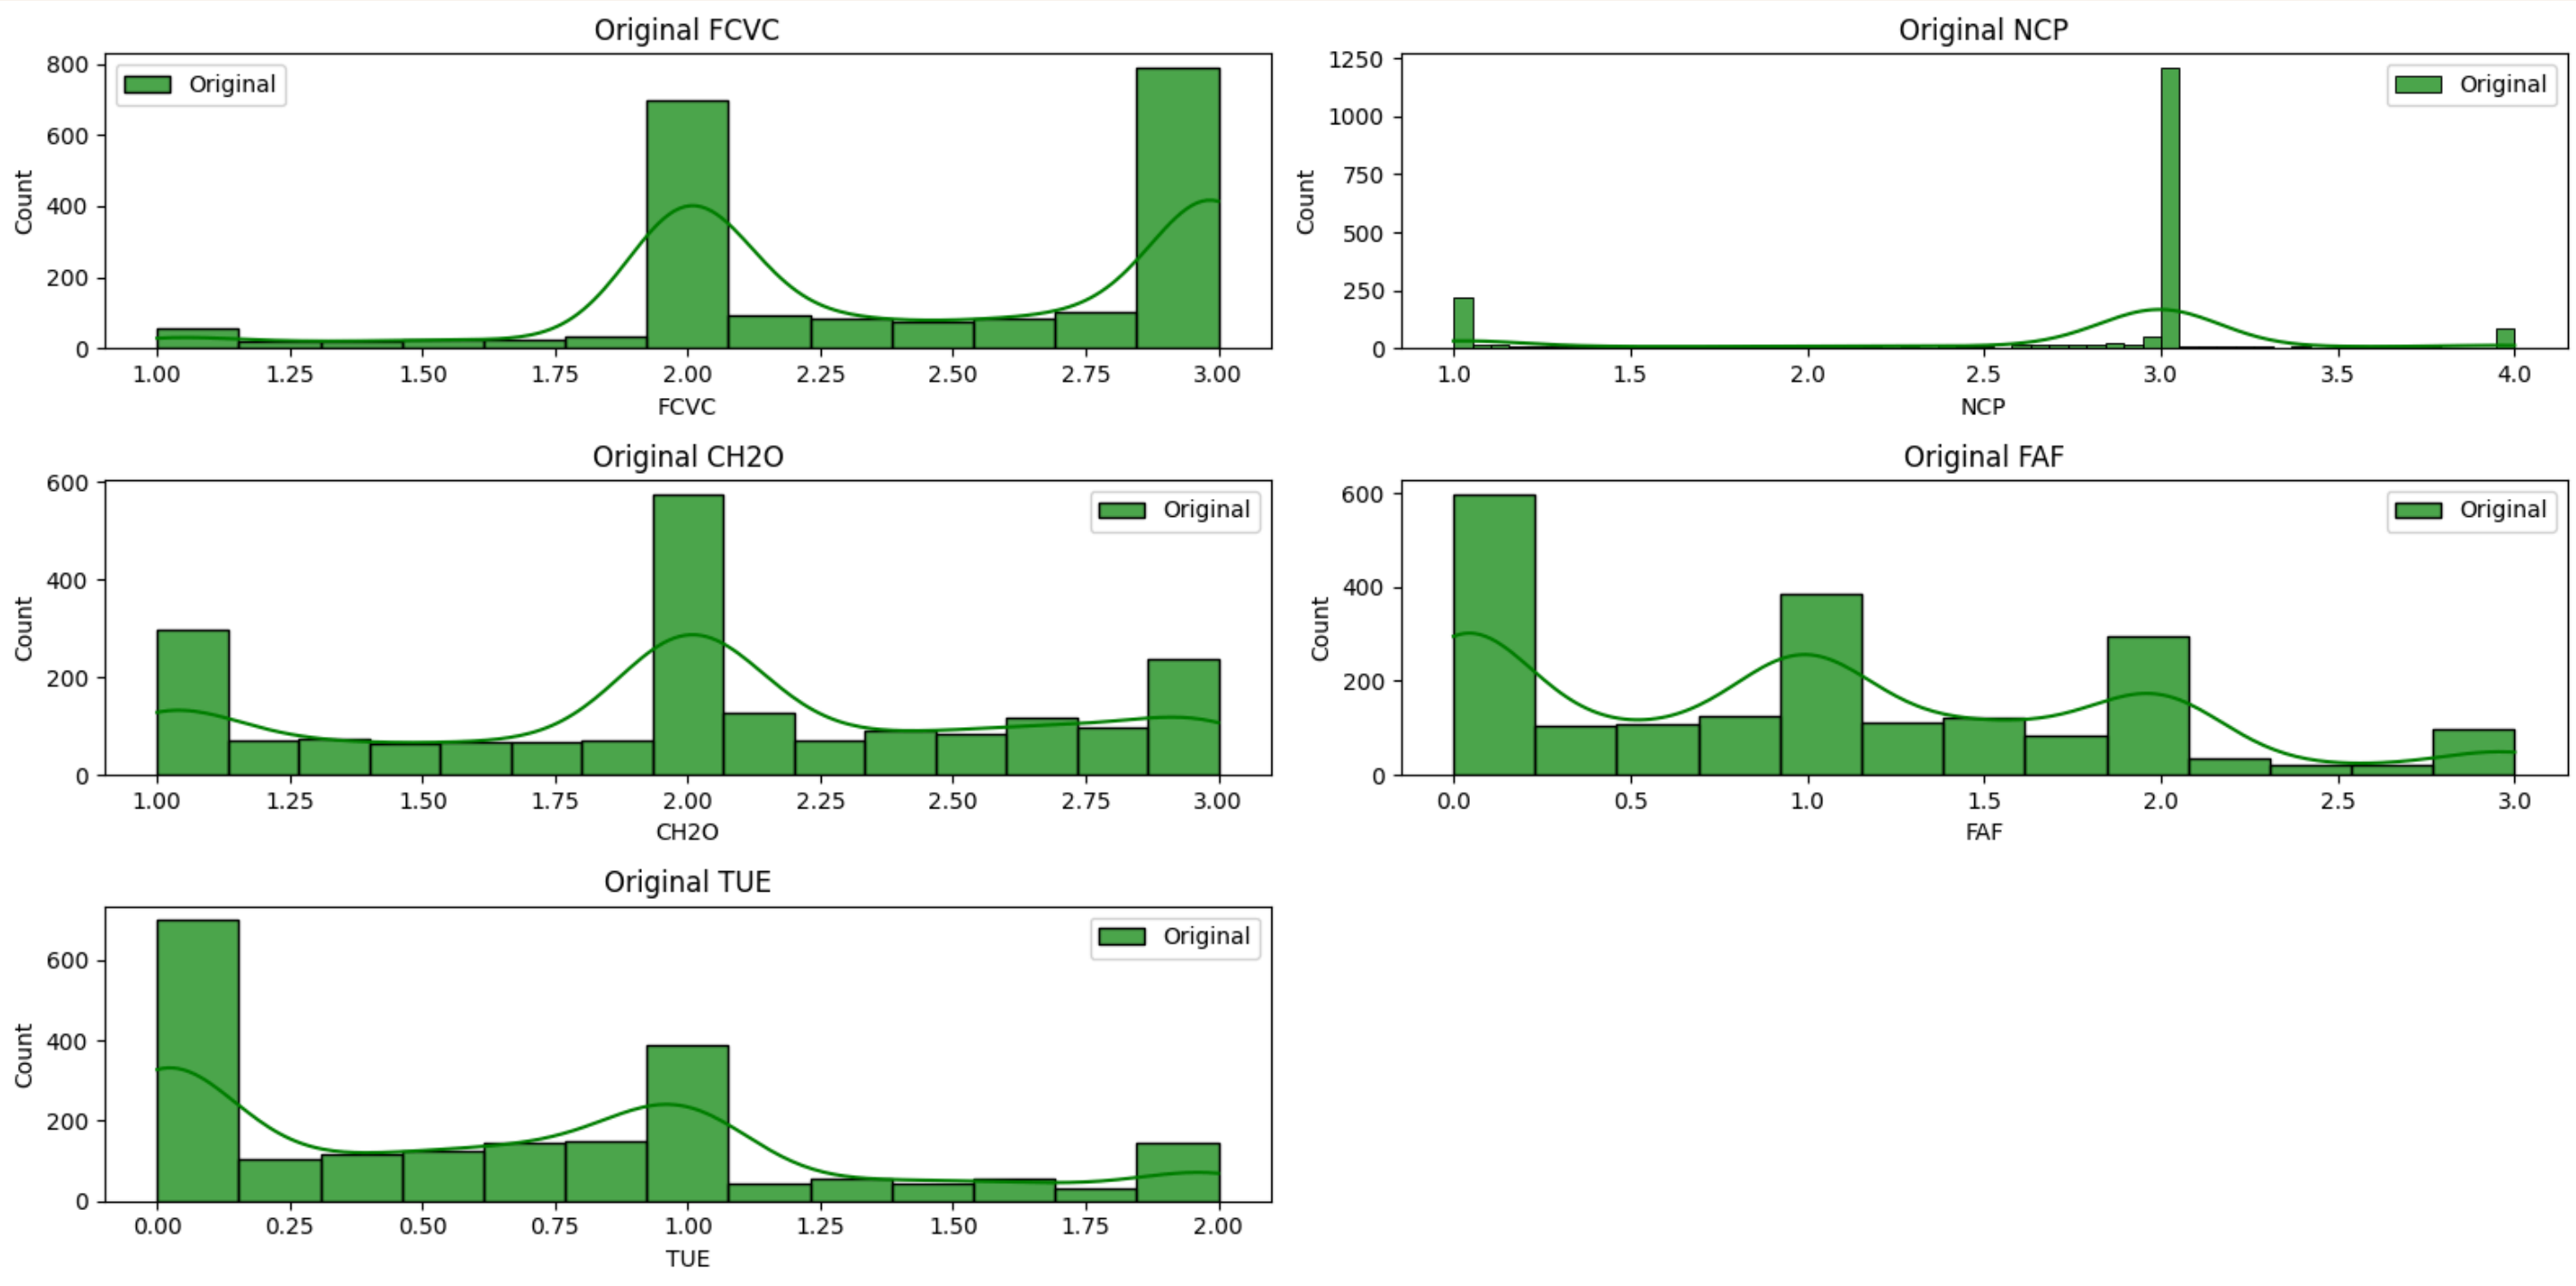 Original FCVC
800
600
400
200
0
Count
Original
1.00 1.25 1.50 1.75 2.00 2.25 2.50 2.75 3.00
FCVC
Original NCP
1250
1000
750
500
250
0
Count
Original
1.0 1.5 2.0 2.5 3.0 3.5 4.0
NCP
Original CH2O
600
400
200
0
Count
Original
1.00 1.25 1.50 1.75 2.00 2.25 2.50 2.75 3.00
CH2O
Original FAF
600
400
200
0
Count
Original
0.0 0.5 1.0 1.5 2.0 2.5 3.0
FAF
Original TUE
600
400
200
0
Count
Original
0.00 0.25 0.50 0.75 1.00 1.25 1.50 1.75 2.00
TUE